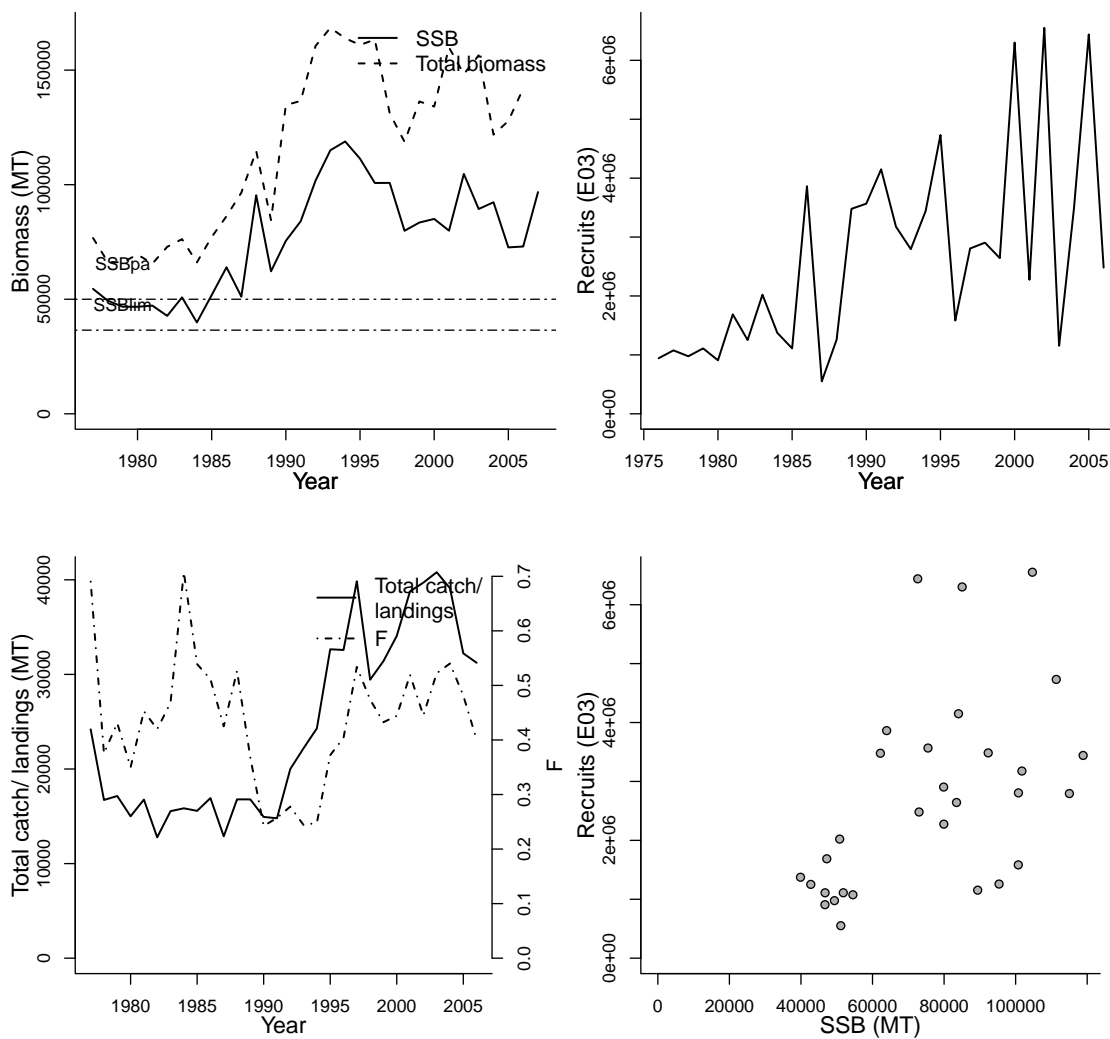 SSB
Total biomass
150000
100000
50000
0
Biomass (MT)
SSBpa
SSBlim
1980 1985 1990 1995 2000 2005
Year
6e+06
4e+06
2e+06
0e+00
Recruits (E03)
1975 1980 1985 1990 1995 2000 2005
Year
Total catch/
landings
F
40000
30000
20000
10000
0
Total catch/ landings (MT)
0.7
0.6
0.5
0.4
0.3
0.2
0.1
0.0
F
1980 1985 1990 1995 2000 2005
Year
6e+06
4e+06
2e+06
0e+00
Recruits (E03)
0 20000 40000 60000 80000 100000
SSB (MT)